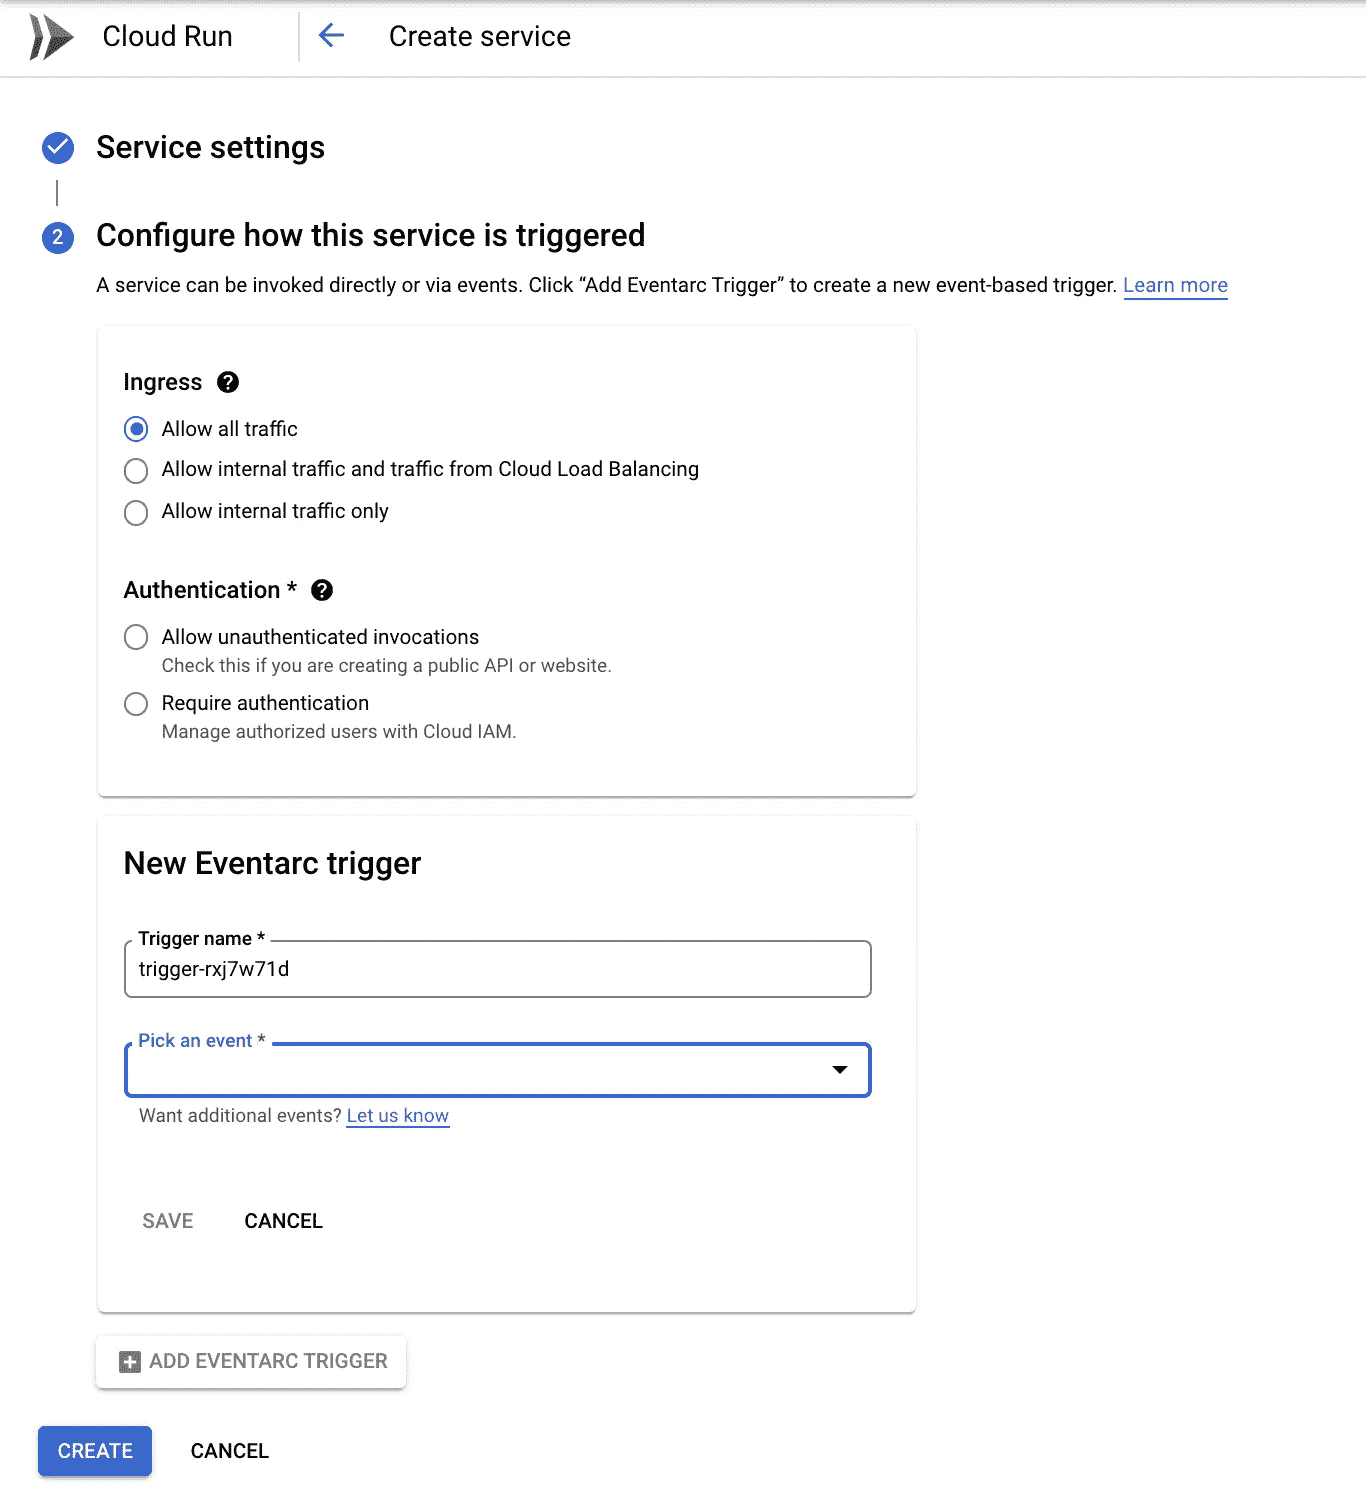 Cloud Run
Create service
Service settings
2
Configure how this service is triggered
A service can be invoked directly or via events. Click “Add Eventarc Trigger” to create a new event-based trigger. Learn more
Ingress ?
Allow all traffic
Allow internal traffic and traffic from Cloud Load Balancing
Allow internal traffic only
Authentication * ?
Allow unauthenticated invocations
Check this if you are creating a public API or website.
Require authentication
Manage authorized users with Cloud IAM.
New Eventarc trigger
Trigger name *
trigger-rxj7w71d
Pick an event *
Want additional events? Let us know
SAVE
CANCEL
ADD EVENTARC TRIGGER
CREATE
CANCEL